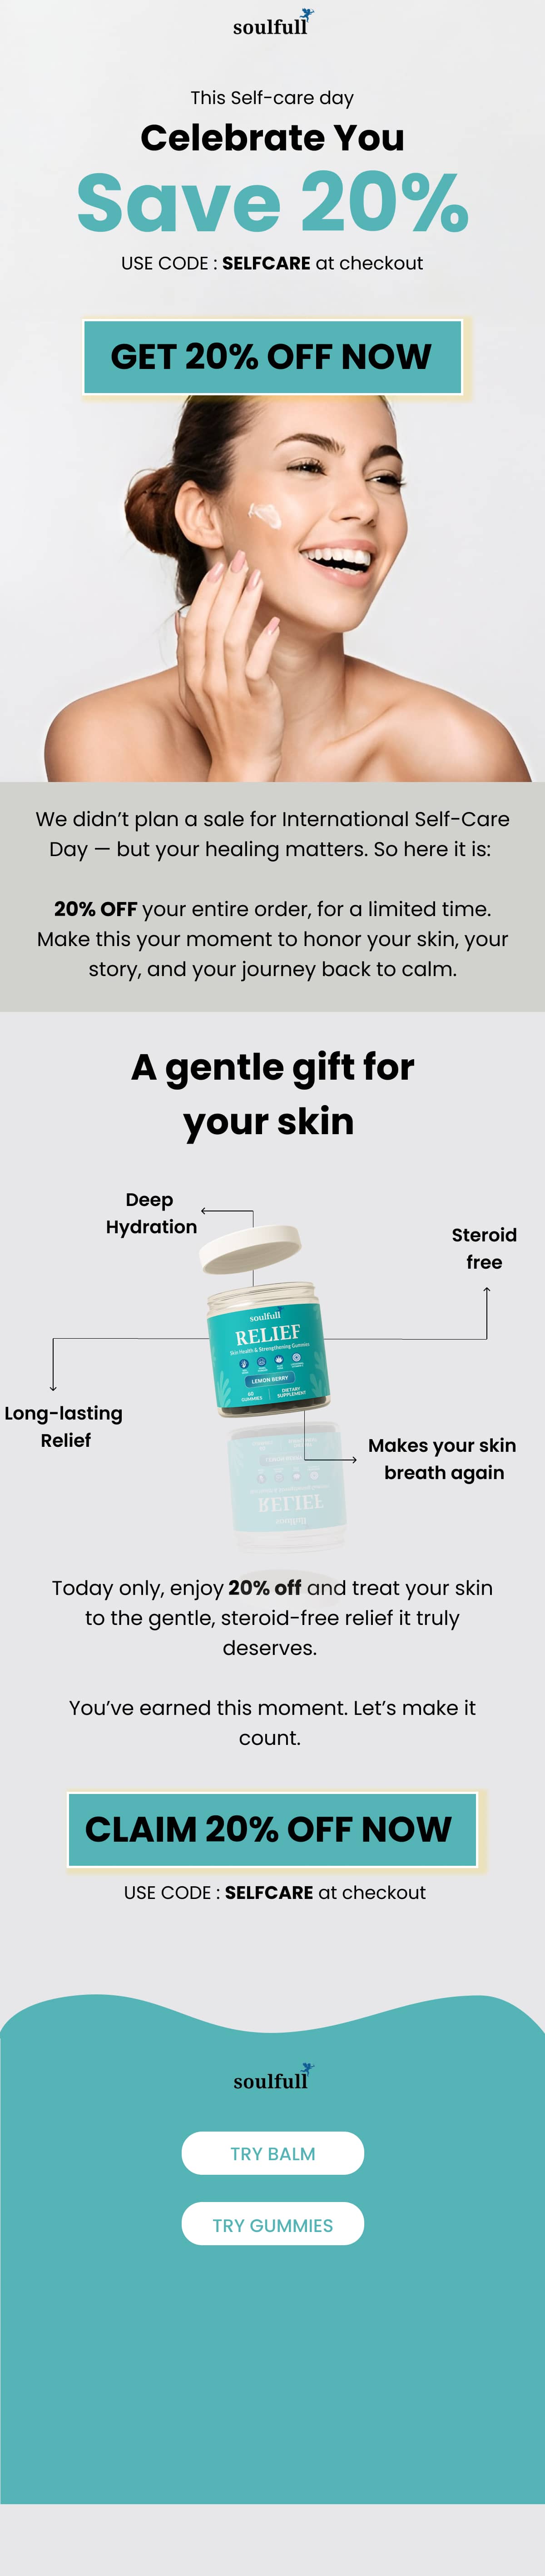 soulfull
This Self-care day
Celebrate You
Save 20%
USE CODE : SELFCARE at checkout
GET 20% OFF NOW
We didn’t plan a sale for International Self-Care
Day — but your healing matters. So here it is:
20% OFF your entire order, for a limited time.
Make this your moment to honor your skin, your
story, and your journey back to calm.
A gentle gift for
your skin
Deep
Hydration
Steroid
free
soulfull
RELIEF
Skin Health & Strengthening Gummies
LEMON BERRY
60
GUMMIES
DIETARY
SUPPLEMENT
Long-lasting
Relief
Makes your skin
breath again
Today only, enjoy 20% off and treat your skin
to the gentle, steroid-free relief it truly
deserves.
You’ve earned this moment. Let’s make it
count.
CLAIM 20% OFF NOW
USE CODE : SELFCARE at checkout
soulfull
TRY BALM
TRY GUMMIES